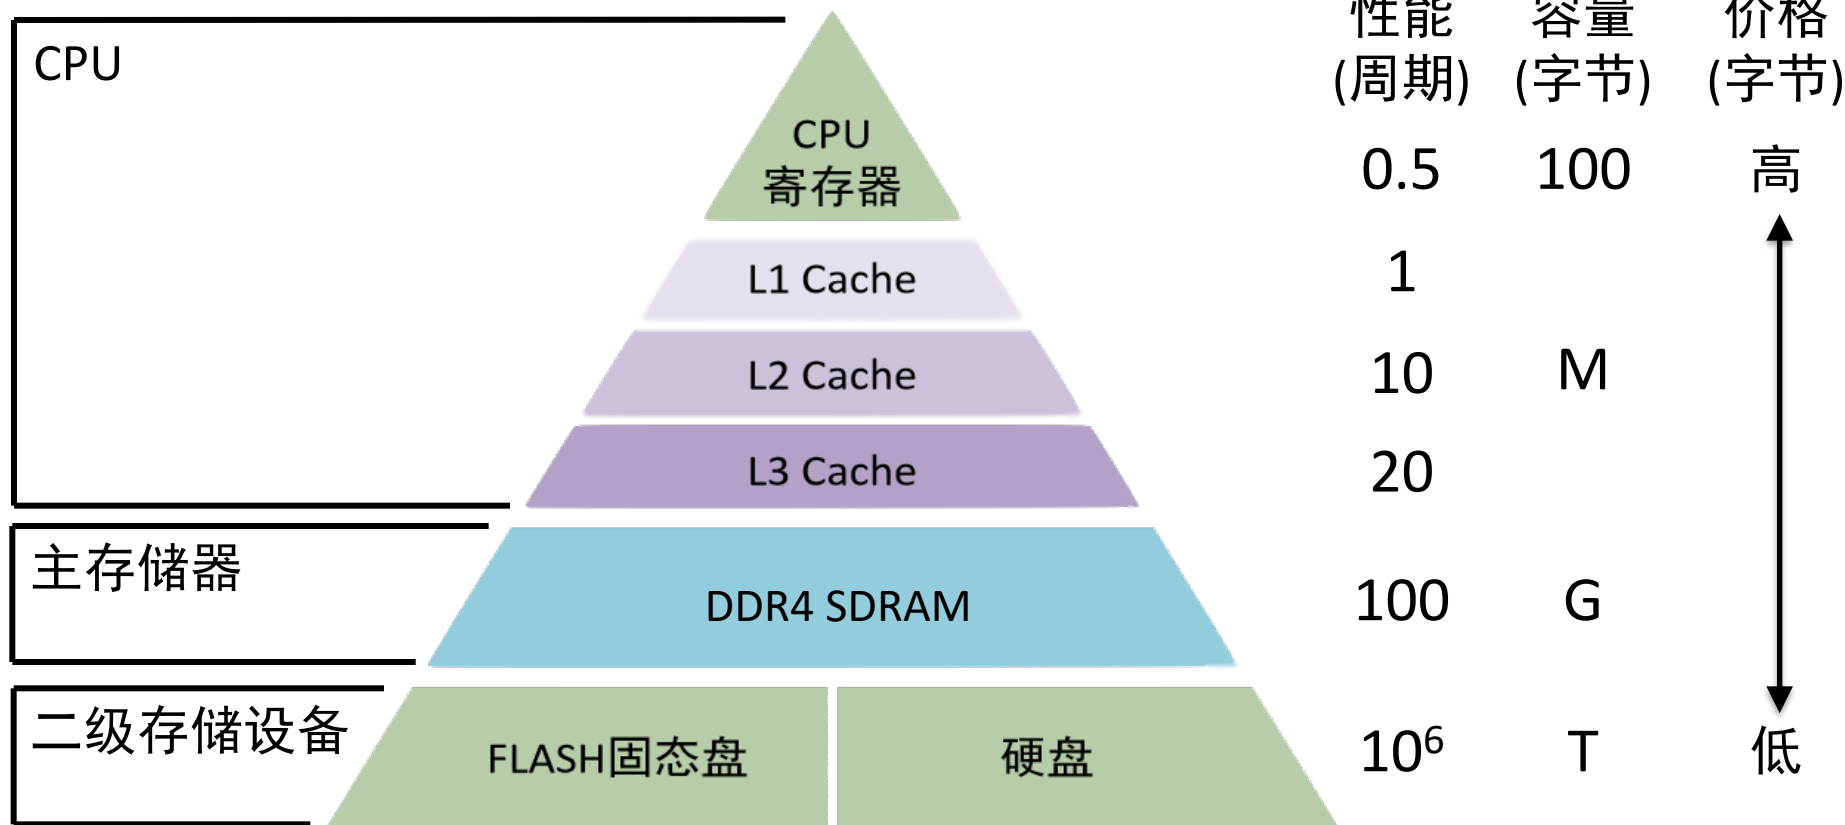 性能 容量 价格
(周期) (字节) (字节)
CPU
CPU
寄存器
0.5 100 高
L1 Cache
1
L2 Cache
10 M
L3 Cache
20
主存储器
DDR4 SDRAM
100 G
二级存储设备
FLASH固态盘 硬盘
10⁶ T 低